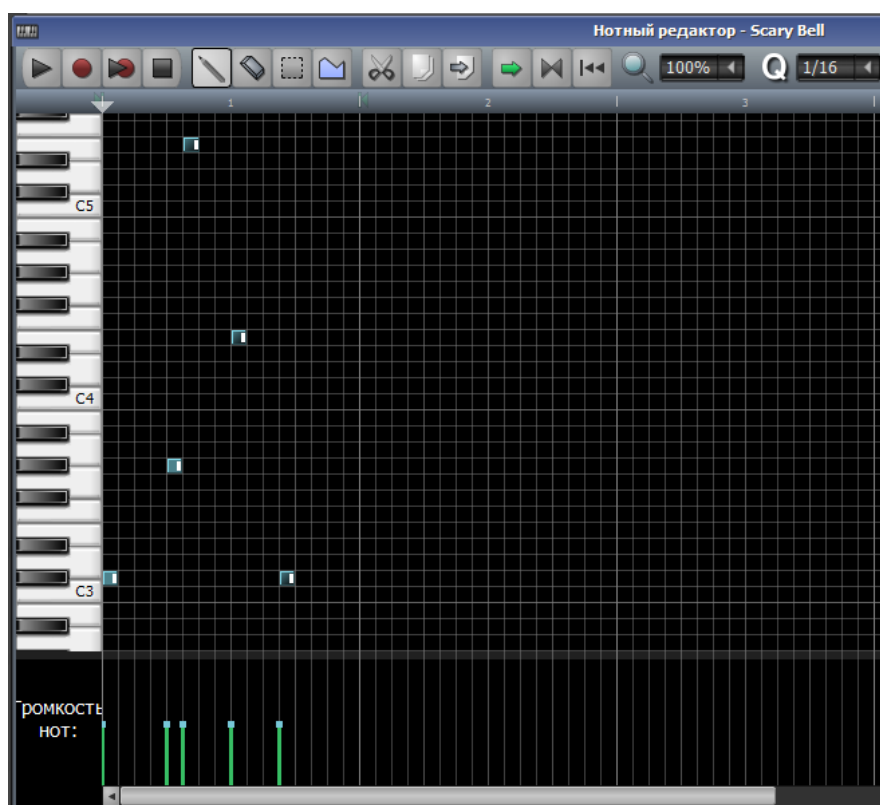 Нотный редактор - Scary Bell
100%
Q
1/16
1
2
3
C5
C4
C3
Громкость
нот: